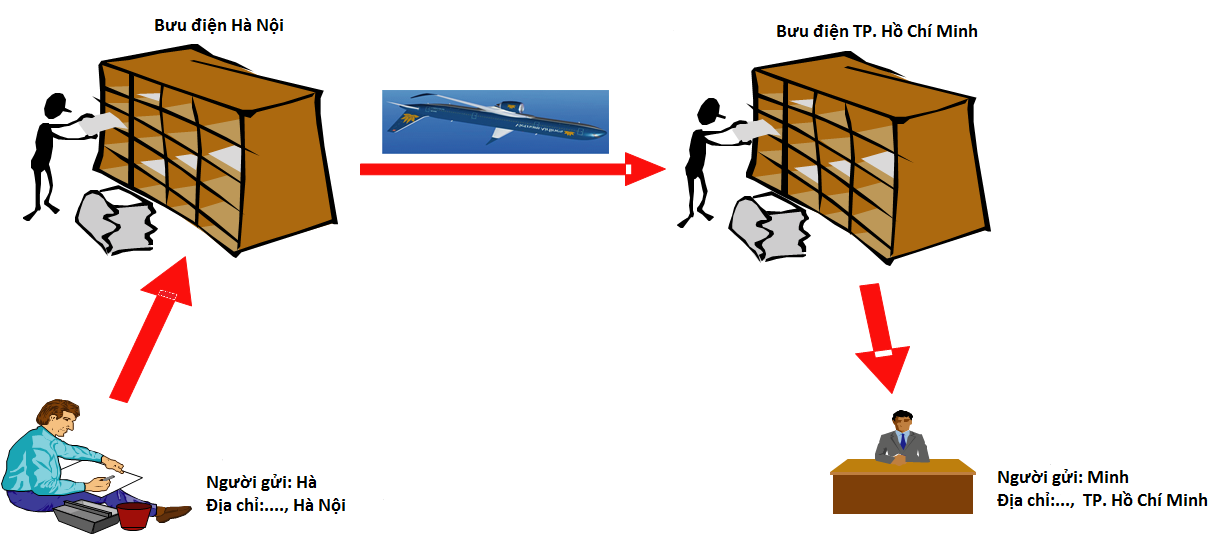 Bưu điện Hà Nội
Bưu điện TP. Hồ Chí Minh
Người gửi: Hà
Địa chỉ:...., Hà Nội
Người gửi: Minh
Địa chỉ:..., TP. Hồ Chí Minh